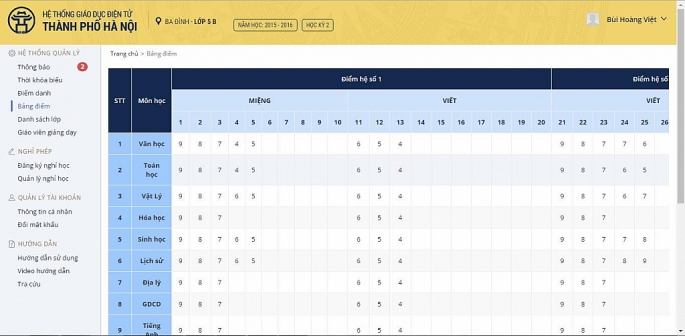 HỆ THỐNG GIÁO DỤC ĐIỆN TỬ
THÀNH PHỐ HÀ NỘI
BA ĐÌNH - LỚP 5 B
NĂM HỌC: 2015 - 2016
HỌC KỲ 2
Bùi Hoàng Việt
HỆ THỐNG QUẢN LÝ
Thông báo 2
Thời khóa biểu
Điểm danh
Bảng điểm
Danh sách lớp
Giáo viên giảng dạy
NGHỈ PHÉP
Đăng ký nghỉ học
Quản lý nghỉ học
QUẢN LÝ TÀI KHOẢN
Thông tin cá nhân
Đổi mật khẩu
HƯỚNG DẪN
Hướng dẫn sử dụng
Video hướng dẫn
Tra cứu
Trang chủ > Bảng điểm
STT Môn học Điểm hệ số 1 Điểm hệ số
MIỆNG VIẾT VIẾT
1 2 3 4 5 6 7 8 9 10 11 12 13 14 15 16 17 18 19 20 21 22 23 24 25 26
1 Văn học 9 8 7 4 5 6 5 4 9 8 7 7 6
2 Toán học 9 8 7 4 5 6 5 4 9 8 7 6 5
3 Vật Lý 9 8 7 6 5 6 5 4 9 8 7 6 7
4 Hóa học 9 8 7 6 5 4 9 8 7
5 Sinh học 9 8 7 6 5 6 5 4 9 8 7 7 8
6 Lịch sử 9 8 7 6 5 6 5 4 9 8 7 8 9
7 Địa lý 9 8 7 6 5 4 9 8 7
8 GDCD 9 8 7 6 5 4 9 8 7
9 Tiếng Anh 9 8 7 6 5 4 9 8 7